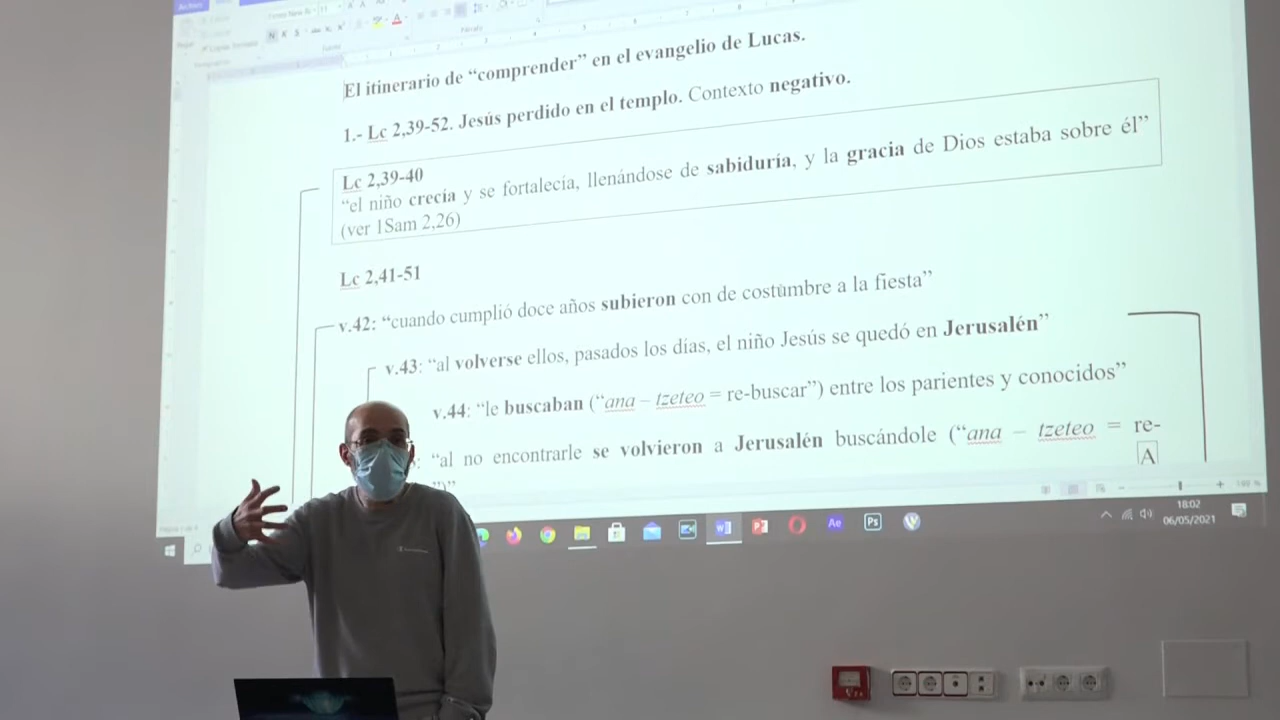 Archivo
El itinerario de “comprender” en el evangelio de Lucas.
1.- Lc 2,39-52. Jesús perdido en el templo. Contexto negativo.
Lc 2,39-40
“el niño crecía y se fortalecía, llenándose de sabiduría, y la gracia de Dios estaba sobre él”
(ver 1Sam 2,26)
Lc 2,41-51
v.42: “cuando cumplió doce años subieron con de costumbre a la fiesta”
v.43: “al volverse ellos, pasados los días, el niño Jesús se quedó en Jerusalén”
v.44: “le buscaban (“ana – tzeteo = re-buscar”) entre los parientes y conocidos”
: “al no encontrarle se volvieron a Jerusalén buscándole (“ana – tzeteo = re-
A
18:02
06/05/2021
Ae
Ps